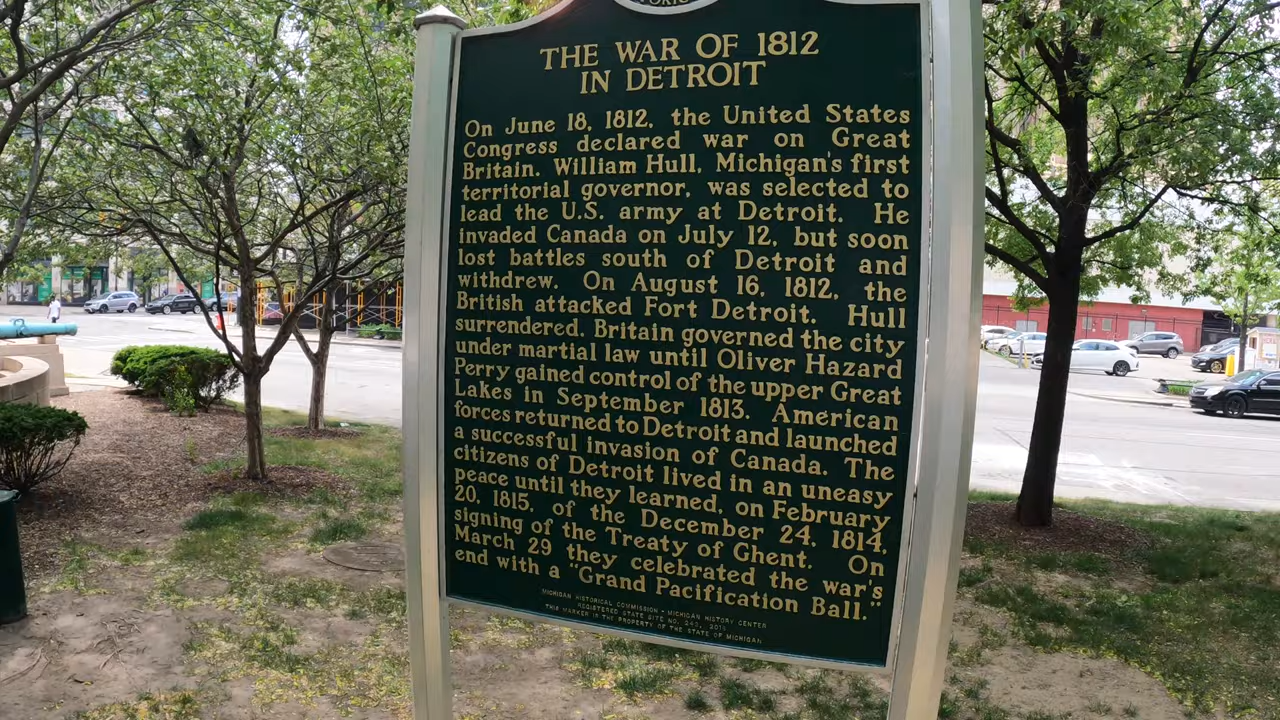 THE WAR OF 1812
IN DETROIT
On June 18, 1812, the United States
Congress declared war on Great
Britain. William Hull, Michigan's first
territorial governor, was selected to
lead the U.S. army at Detroit. He
invaded Canada on July 12, but soon
lost battles south of Detroit and
withdrew. On August 16, 1812, the
British attacked Fort Detroit. Hull
surrendered. Britain governed the city
under martial law until Oliver Hazard
Perry gained control of the upper Great
Lakes in September 1813. American
forces returned to Detroit and launched
a successful invasion of Canada. The
citizens of Detroit lived in an uneasy
peace until they learned, on February
20, 1815, of the December 24, 1814,
signing of the Treaty of Ghent. On
March 29 they celebrated the war's
end with a "Grand Pacification Ball."
MICHIGAN HISTORICAL COMMISSION - MICHIGAN HISTORY CENTER
REGISTERED STATE SITE NO.
THIS MARKER IS THE PROPERTY OF THE STATE OF MICHIGAN